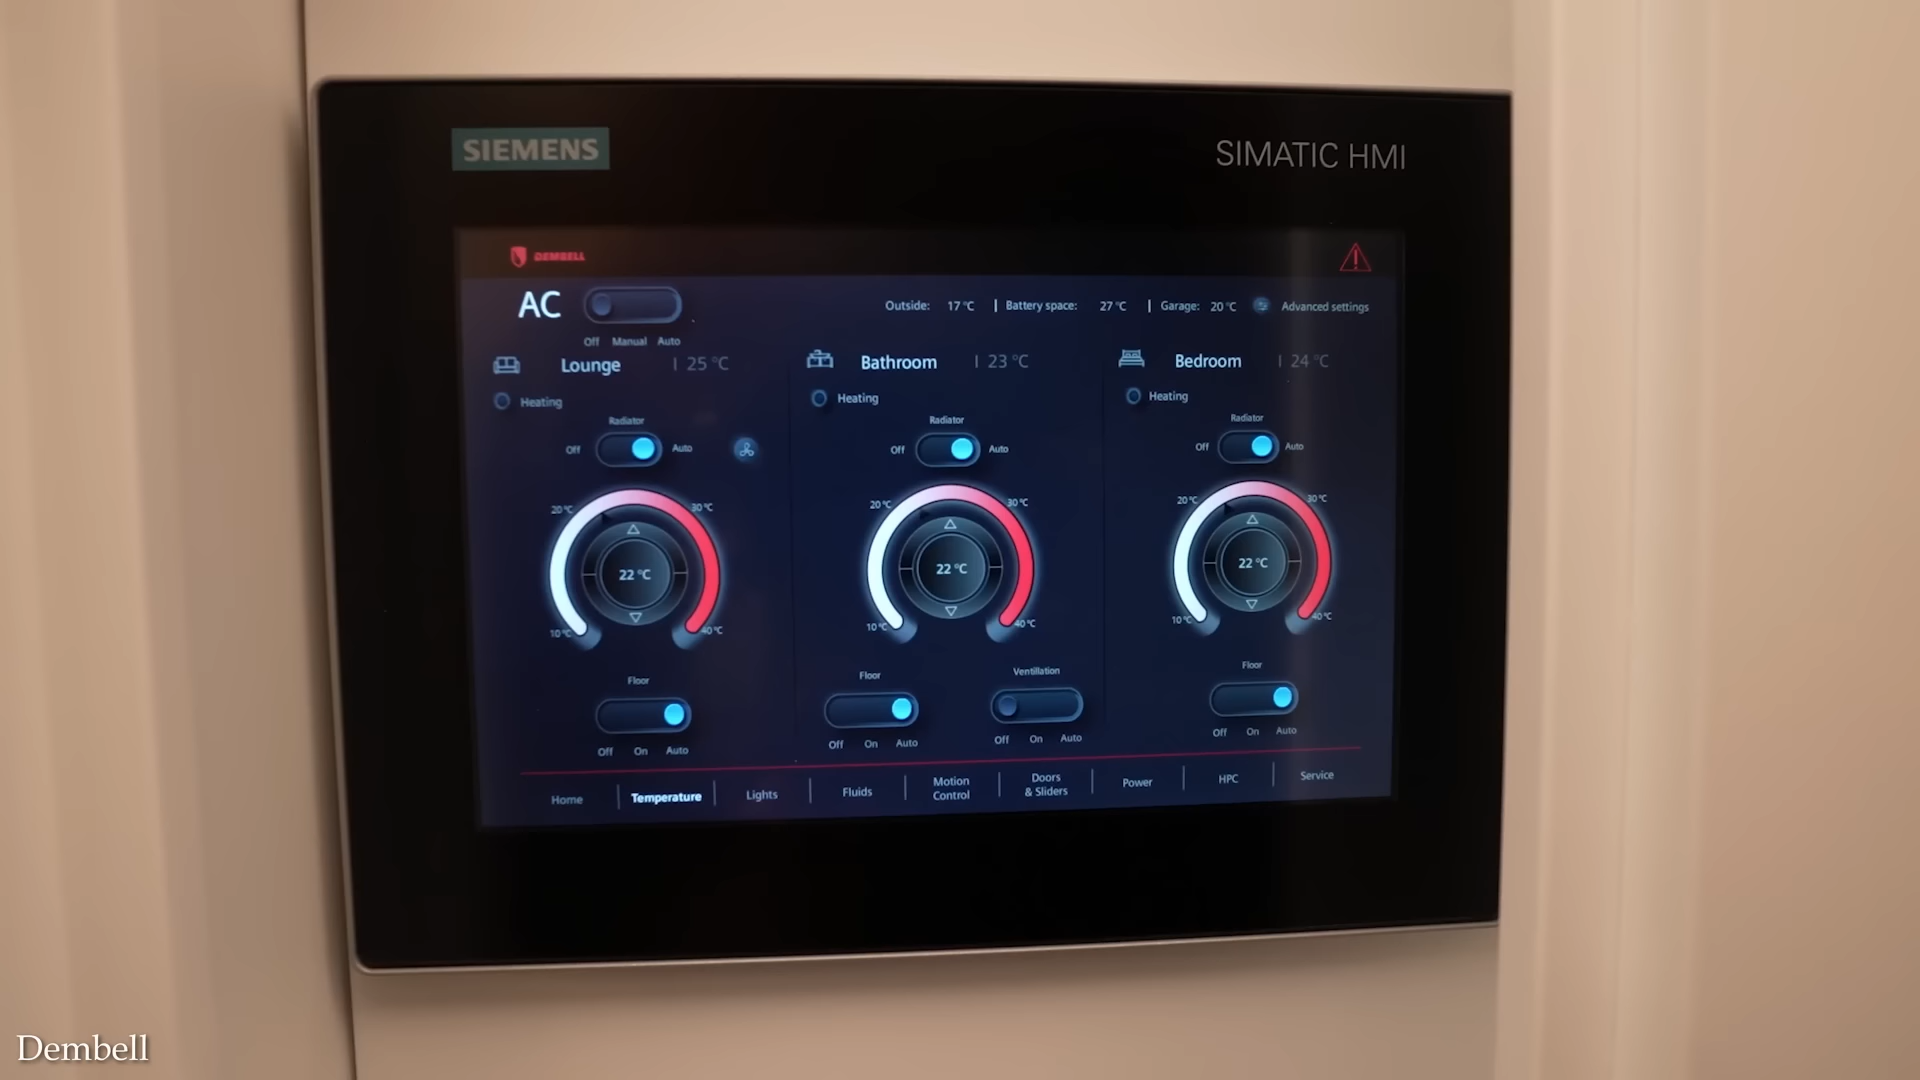 SIEMENS
SIMATIC HMI
DEMBELL
AC
Off Manual Auto
Outside: 17 °C | Battery space: 27 °C | Garage: 20 °C Advanced settings
Lounge | 25 °C
Heating
Radiator
Off Auto
20 °C 30 °C
22 °C
10 °C 40 °C
Floor
Off On Auto
Bathroom | 23 °C
Heating
Radiator
Off Auto
20 °C 30 °C
22 °C
10 °C 40 °C
Floor
Off On Auto
Ventillation
Off On Auto
Bedroom | 24 °C
Heating
Radiator
Off Auto
20 °C 30 °C
22 °C
10 °C 40 °C
Floor
Off On Auto
Home | Temperature | Lights | Fluids | Motion Control | Doors & Sliders | Power | HPC | Service
Dembell